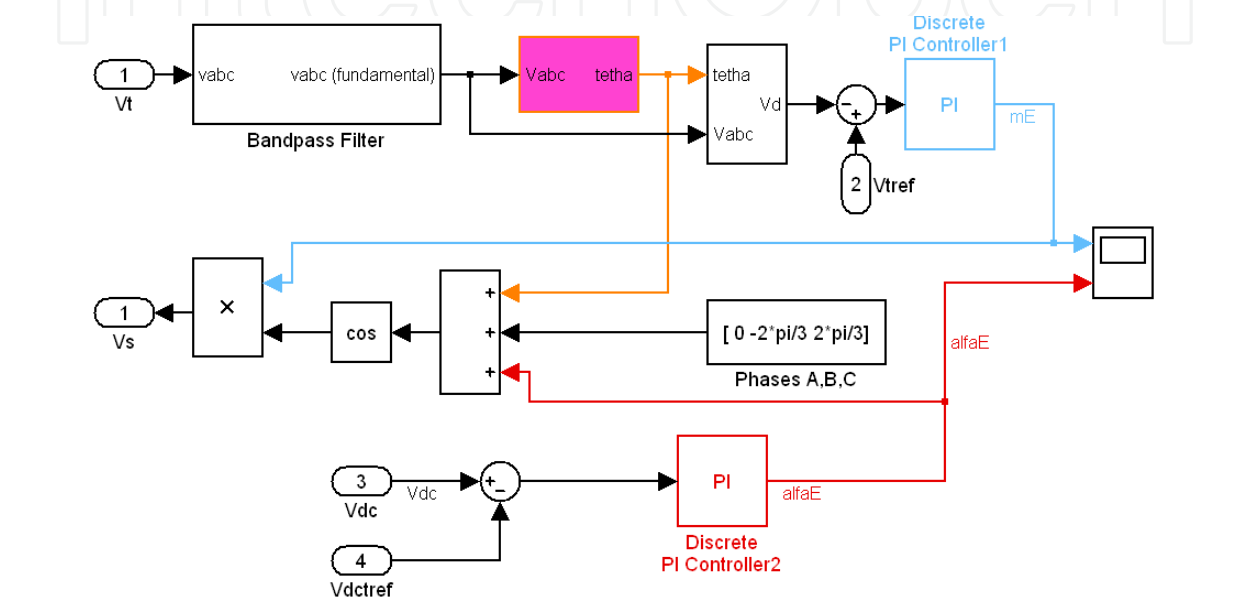 Discrete
PI Controller1
1
Vt
vabc
vabc (fundamental)
Bandpass Filter
Vabc
tetha
tetha
Vd
Vabc
-
+
PI
mE
2
Vtref
1
Vs
×
cos
+
+
+
[ 0 -2*pi/3 2*pi/3]
Phases A,B,C
alfaE
3
Vdc
Vdc
+
-
PI
alfaE
Discrete
PI Controller2
4
Vdctref